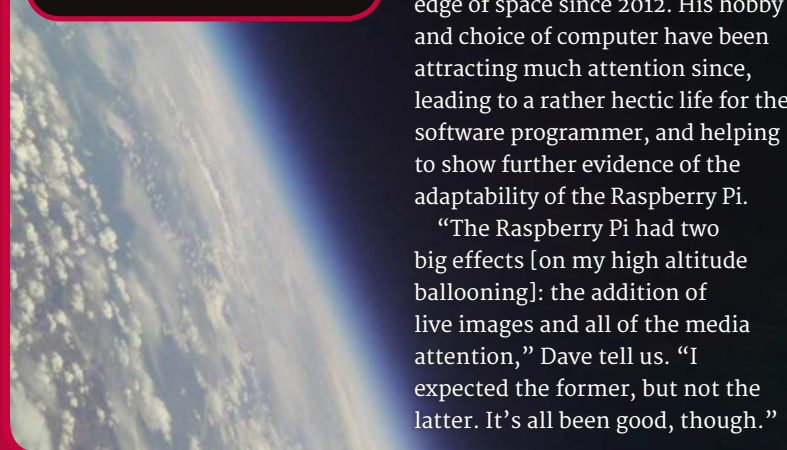 edge of space since 2012. His hobby
and choice of computer have been
attracting much attention since,
leading to a rather hectic life for the
software programmer, and helping
to show further evidence of the
adaptability of the Raspberry Pi.
“The Raspberry Pi had two
big effects [on my high altitude
ballooning]: the addition of
live images and all of the media
attention,” Dave tell us. “I
expected the former, but not the
latter. It’s all been good, though.”